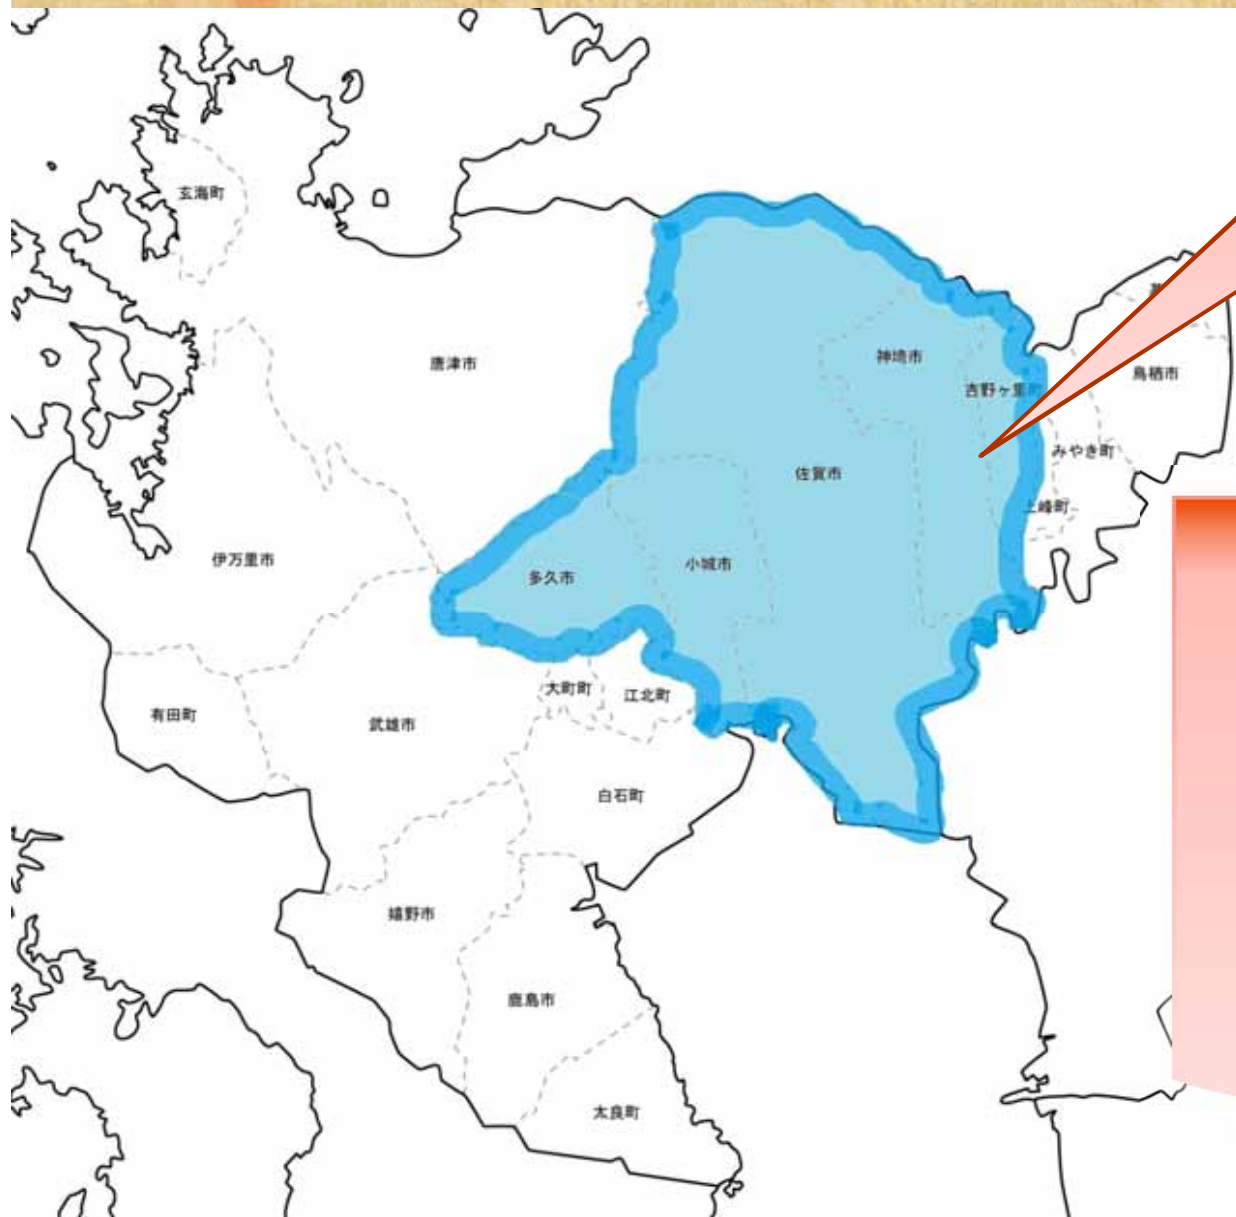 玄海町
唐津市
神埼市
鳥栖市
吉野ヶ里町
みやき町
佐賀市
上峰町
伊万里市
多久市
小城市
大町町
江北町
有田町
武雄市
白石町
嬉野市
鹿島市
太良町